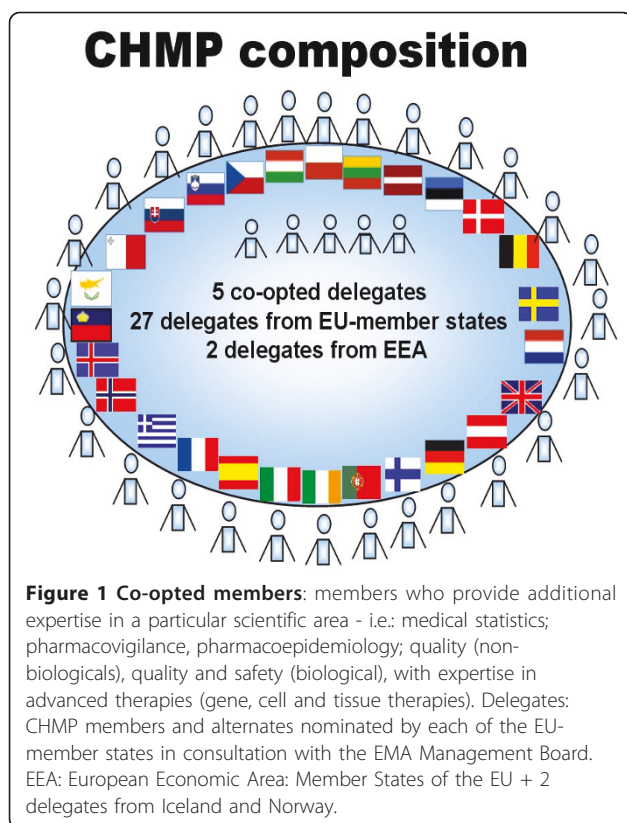 CHMP composition
5 co-opted delegates
27 delegates from EU-member states
2 delegates from EEA
Figure 1 Co-opted members: members who provide additional
expertise in a particular scientific area - i.e.: medical statistics;
pharmacovigilance, pharmacoepidemiology; quality (non-
biologicals), quality and safety (biological), with expertise in
advanced therapies (gene, cell and tissue therapies). Delegates:
CHMP members and alternates nominated by each of the EU-
member states in consultation with the EMA Management Board.
EEA: European Economic Area: Member States of the EU + 2
delegates from Iceland and Norway.